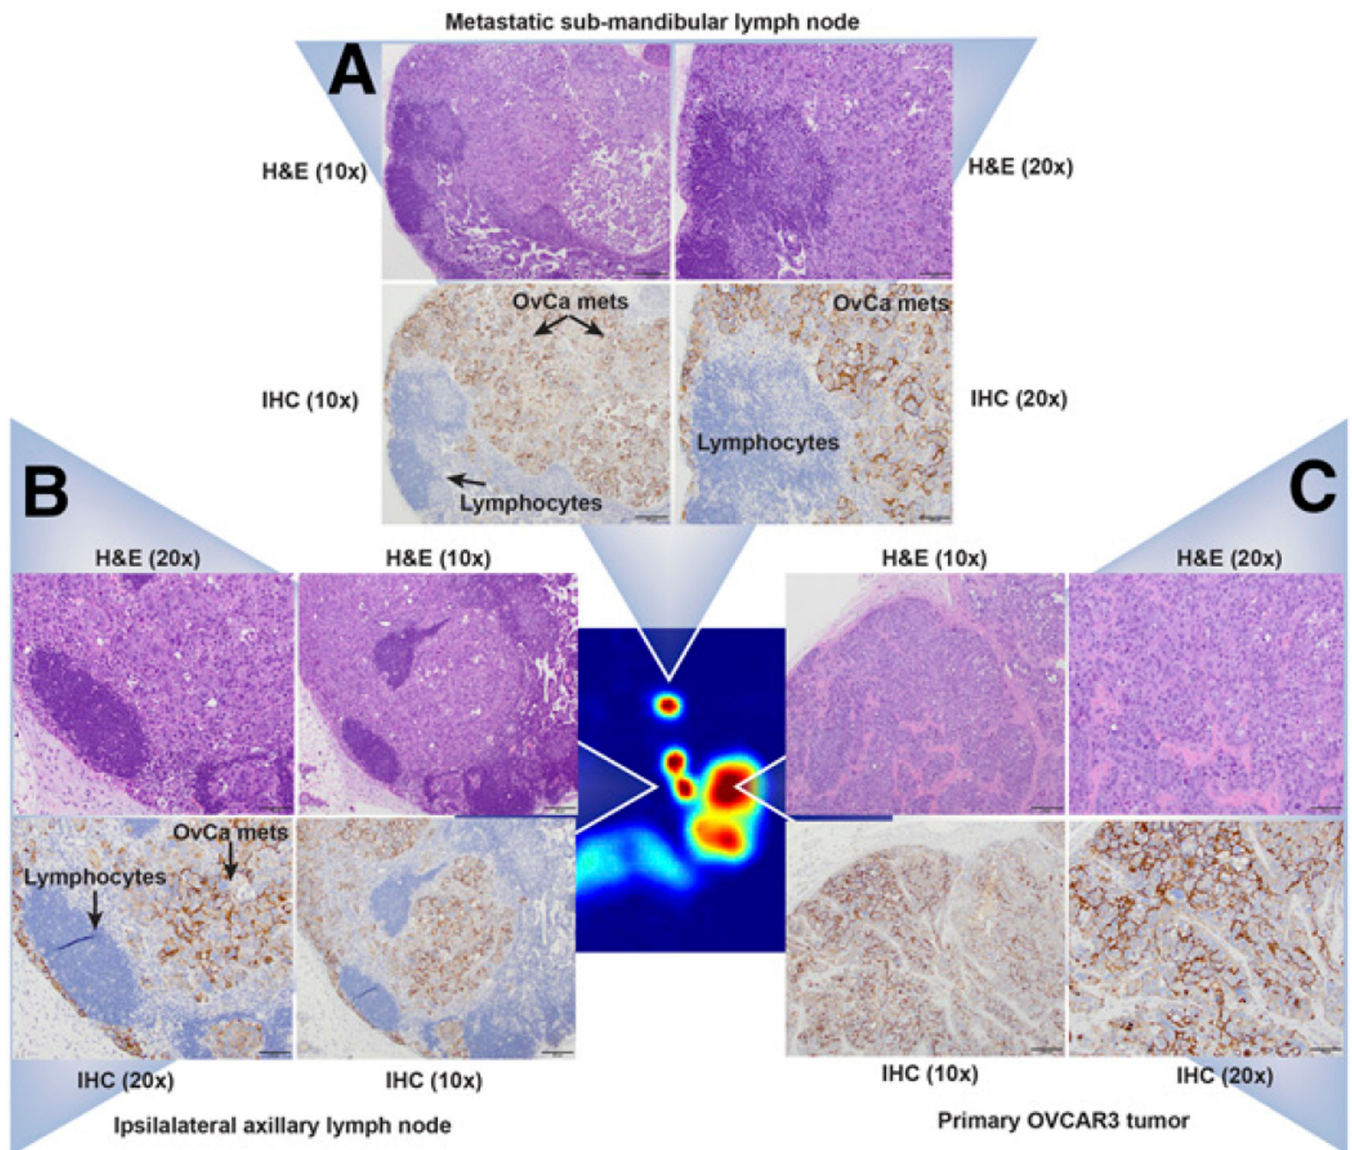 Metastatic sub-mandibular lymph node
A
H&E (10x)
H&E (20x)
OvCa mets
OvCa mets
IHC (10x)
IHC (20x)
Lymphocytes
Lymphocytes
B
C
H&E (20x)
H&E (10x)
H&E (10x)
H&E (20x)
OvCa mets
Lymphocytes
IHC (20x)
IHC (10x)
IHC (10x)
IHC (20x)
Ipsilalateral axillary lymph node
Primary OVCAR3 tumor